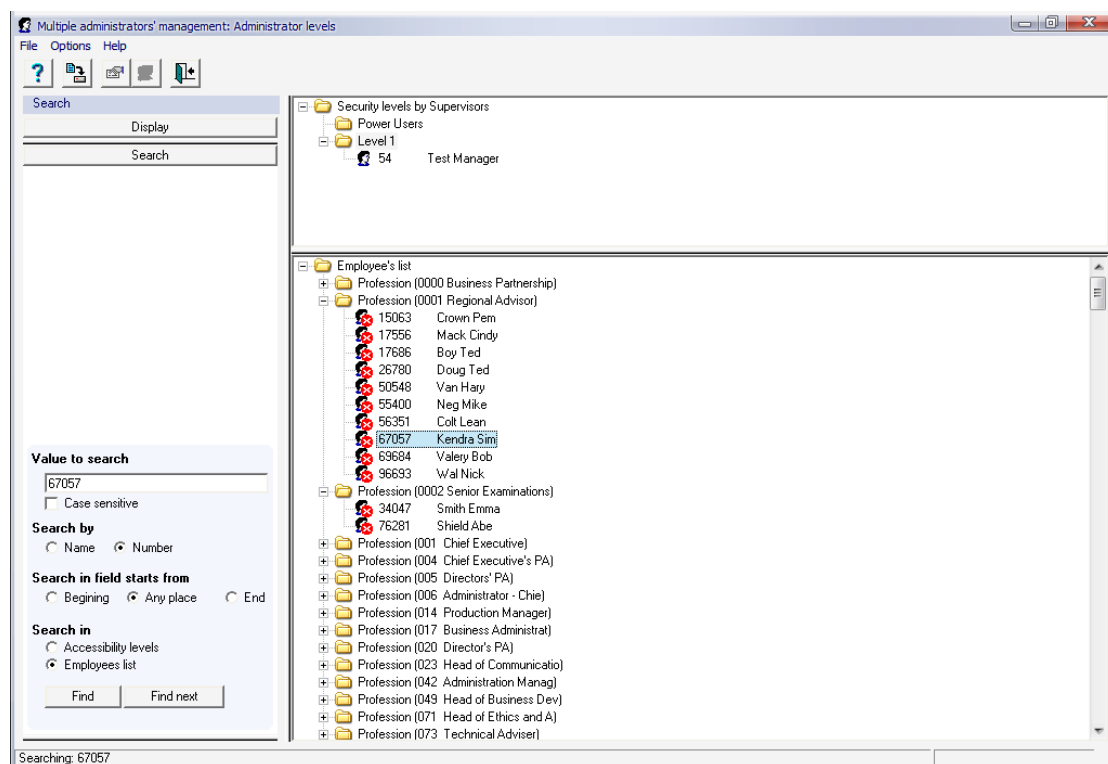 Multiple administrators' management: Administrator levels
File Options Help
Search
Display
Search
Value to search
67057
Case sensitive
Search by
Name Number
Search in field starts from
Begining Any place End
Search in
Accessibility levels
Employees list
Find Find next
Security levels by Supervisors
Power Users
Level 1
54 Test Manager
Employee's list
Profession (0000 Business Partnership)
Profession (0001 Regional Advisor)
15063 Crown Pem
17556 Mack Cindy
17686 Boy Ted
26780 Doug Ted
50548 Van Hary
55400 Neg Mike
56351 Colt Lean
67057 Kendra Sim
69684 Valery Bob
96693 Wal Nick
Profession (0002 Senior Examinations)
34047 Smith Emma
76281 Shield Abe
Profession (001 Chief Executive)
Profession (004 Chief Executive's PA)
Profession (005 Directors' PA)
Profession (006 Administrator - Chie)
Profession (014 Production Manager)
Profession (017 Business Administrat)
Profession (020 Director's PA)
Profession (023 Head of Communicatio)
Profession (042 Administration Manag)
Profession (049 Head of Business Dev)
Profession (071 Head of Ethics and A)
Profession (073 Technical Adviser)
Searching: 67057